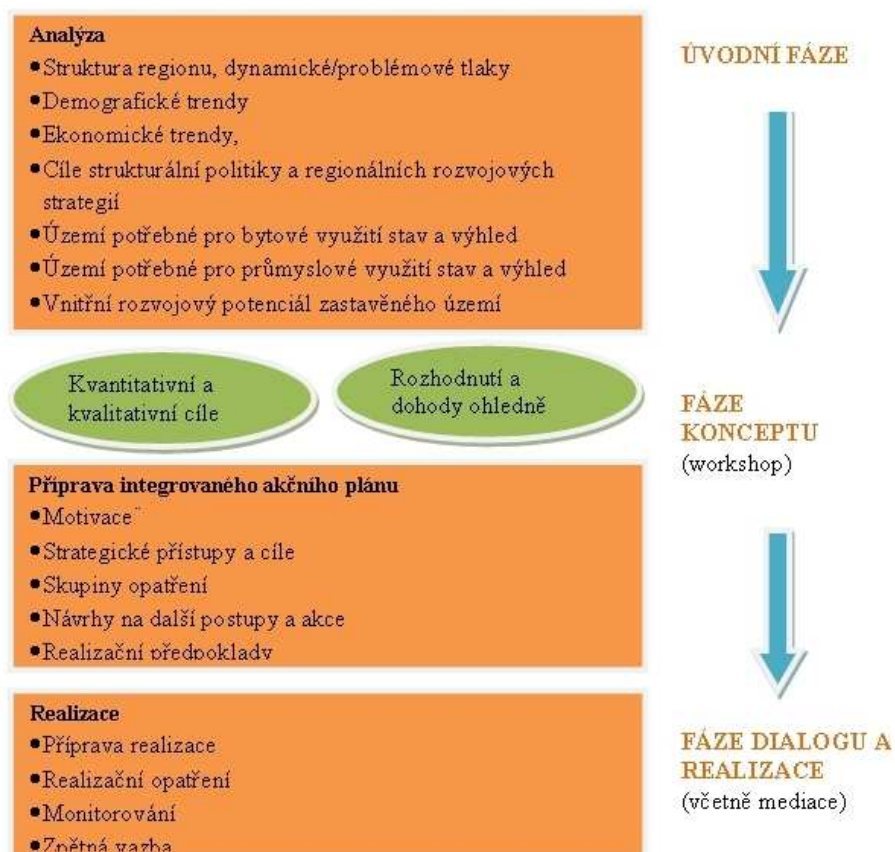 Analýza
•Struktura regionu, dynamické/problémové tlaky
•Demografické trendy
•Ekonomické trendy,
•Cíle strukturální politiky a regionálních rozvojových
strategií
•Území potřebné pro bytové využití stav a výhled
•Území potřebné pro průmyslové využití stav a výhled
•Vnitřní rozvojový potenciál zastavěného území
ÚVODNÍ FÁZE
Kvantitativní a
kvalitativní cíle
Rozhodnutí a
dohody ohledně
FÁZE
KONCEPTU
(workshop)
Příprava integrovaného akčního plánu
•Motivace¨
•Strategické přístupy a cíle
•Skupiny opatření
•Návrhy na další postupy a akce
•Realizační předpoklady
Realizace
•Příprava realizace
•Realizační opatření
•Monitorování
•Zpětná vazba
FÁZE DIALOGU A
REALIZACE
(včetně mediace)